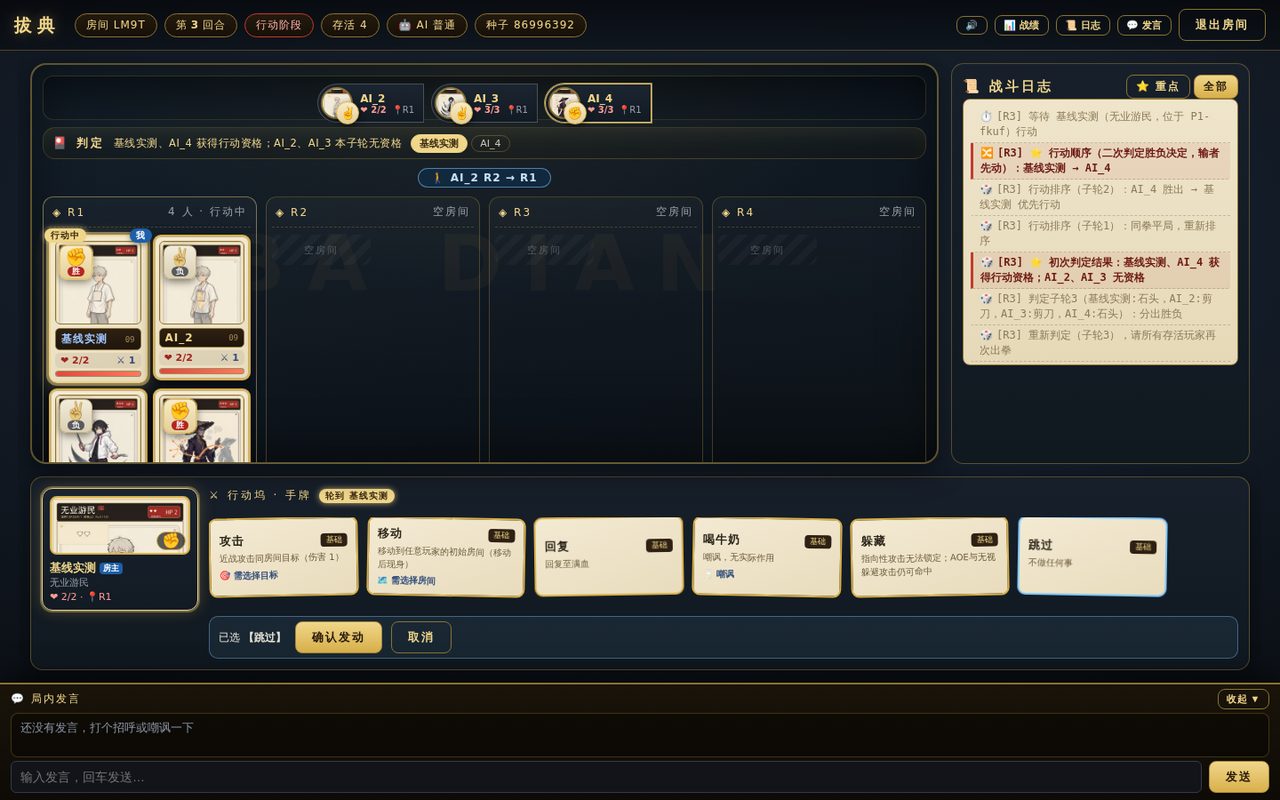 拔典
房间 LM9T
第 3 回合
行动阶段
存活 4
🤖 AI 普通
种子 86996392
🔊
📊 战绩
📜 日志
💬 发言
退出房间
AI_2
❤ 2/2 📍R1
AI_3
❤ 3/3 📍R1
AI_4
❤ 3/3 📍R1
🎴 判定 基线实测、AI_4 获得行动资格；AI_2、AI_3 本子轮无资格 基线实测 AI_4
🚶 AI_2 R2 → R1
◈ R1 4 人 · 行动中
◈ R2 空房间
◈ R3 空房间
◈ R4 空房间
空房间
空房间
空房间
BA DIAN
行动中 我
胜
负
基线实测 09
AI_2 09
❤ 2/2 ⚔ 1
❤ 2/2 ⚔ 1
负
胜
📜 战斗日志
⭐ 重点
全部
⏱ [R3] 等待 基线实测（无业游民，位于 P1-
fkuf）行动
🔀 [R3] ⭐ 行动顺序（二次判定胜负决定，输者
先动）：基线实测 → AI_4
🎲 [R3] 行动排序（子轮2）：AI_4 胜出 → 基
线实测 优先行动
🎲 [R3] 行动排序（子轮1）：同拳平局，重新排
序
🎲 [R3] ⭐ 初次判定结果：基线实测、AI_4 获
得行动资格；AI_2、AI_3 无资格
🎲 [R3] 判定子轮3（基线实测:石头，AI_2:剪
刀，AI_3:剪刀，AI_4:石头）：分出胜负
🎲 [R3] 重新判定（子轮3），请所有存活玩家再
次出拳
无业游民
HP 2
基线实测 房主
无业游民
❤ 2/2 · 📍R1
⚔ 行动坞 · 手牌 轮到 基线实测
攻击 基础
近战攻击同房间目标（伤害 1）
🎯 需选择目标
移动 基础
移动到任意玩家的初始房间（移动
后现身）
🗺️ 需选择房间
回复 基础
回复至满血
喝牛奶 基础
嘲讽，无实际作用
🥛 嘲讽
躲藏 基础
指向性攻击无法锁定；AOE与无视
躲避攻击仍可命中
跳过 基础
不做任何事
已选 【跳过】 确认发动 取消
💬 局内发言
收起 ▼
还没有发言，打个招呼或嘲讽一下
输入发言，回车发送…
发送